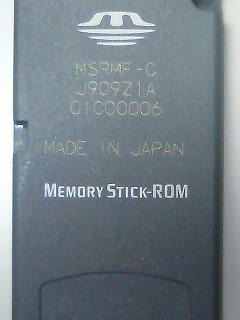 MSRMF-G
J909Z1A
01000006
MADE IN JAPAN
MEMORY STICK-ROM